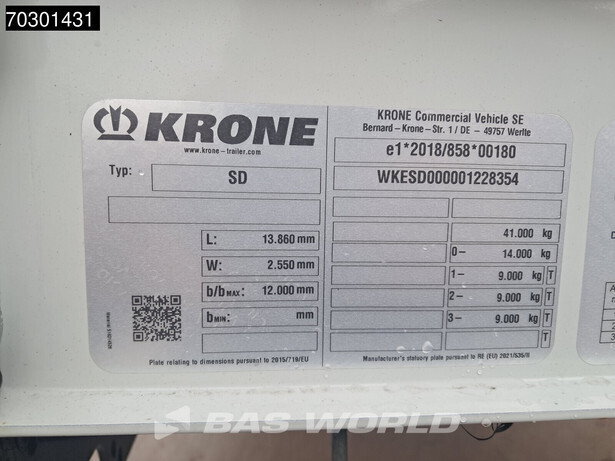 70301431
KRONE
www.krone-trailer.com
Typ: SD
L: 13.860 mm
W: 2.550 mm
b/b MAX: 12.000 mm
b MIN: mm
Plate relating to dimensions pursuant to 2015/719/EU
KRONE Commercial Vehicle SE
Bernard-Krone-Str. 1 / DE - 49757 Werlte
e1*2018/858*00180
WKESD000001228354
41.000 kg
0- 14.000 kg
1- 9.000 kg T
2- 9.000 kg T
3- 9.000 kg T
T
Manufacturer's statutory plate pursuant to RE (EU) 2021/535/II
BAS WORLD